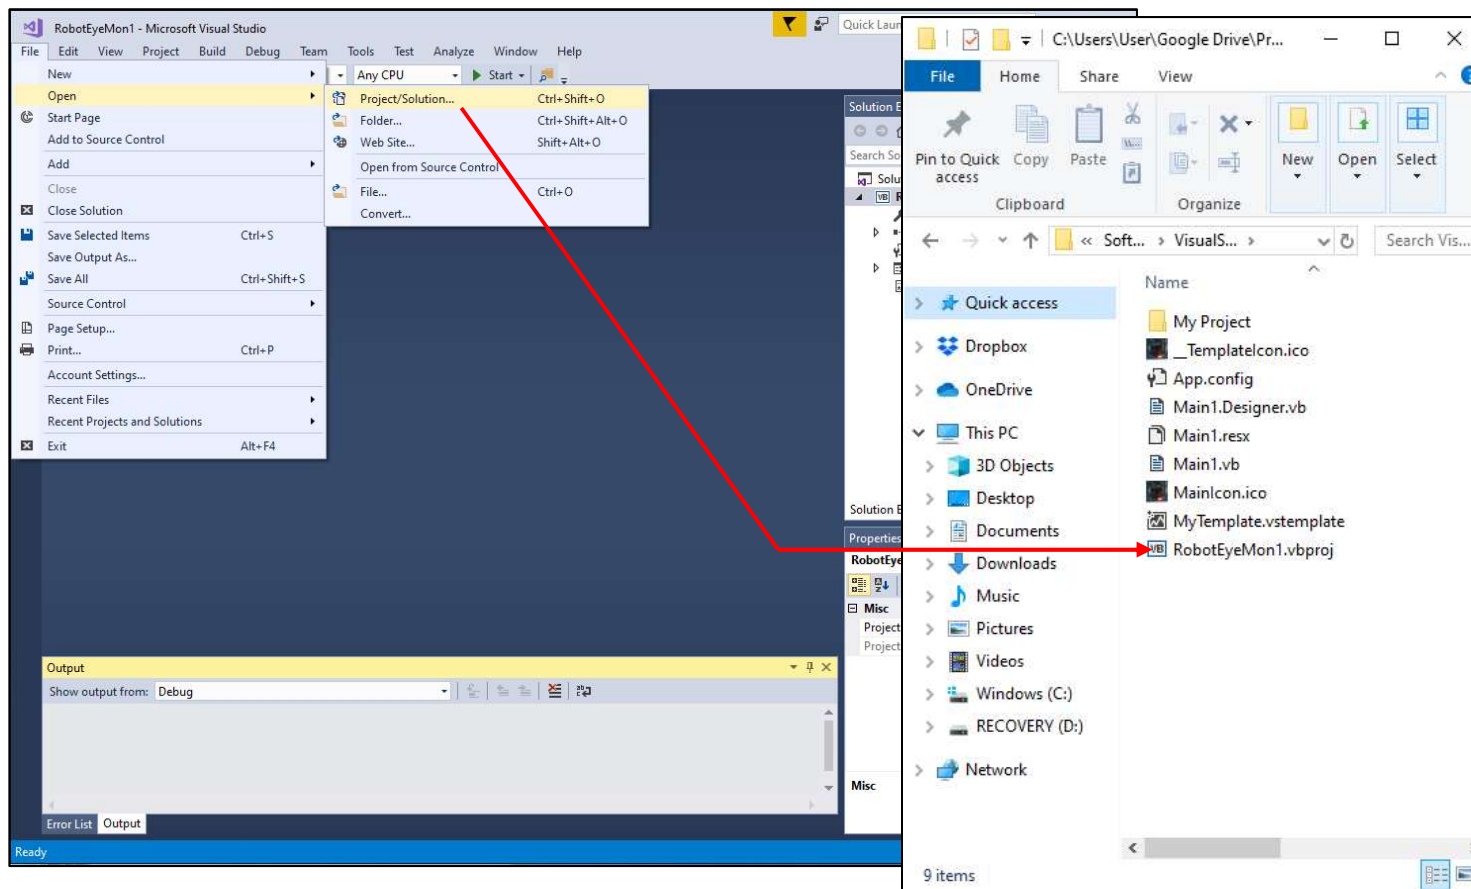 RobotEyeMon1 - Microsoft Visual Studio
Quick Laun
File Edit View Project Build Debug Team Tools Test Analyze Window Help
Any CPU Start
New
Open
Start Page
Add to Source Control
Add
Close
Close Solution
Save Selected Items Ctrl+S
Save Output As...
Save All Ctrl+Shift+S
Source Control
Page Setup...
Print... Ctrl+P
Account Settings...
Recent Files
Recent Projects and Solutions
Exit Alt+F4
Project/Solution... Ctrl+Shift+O
Folder... Ctrl+Shift+Alt+O
Web Site... Shift+Alt+O
Open from Source Control
File... Ctrl+O
Convert...
Solution E
Search So
Solu
VB R
Solution E
Properties
RobotEye
Misc
Project
Project
Misc
Output
Show output from: Debug
Error List Output
Ready
C:\Users\User\Google Drive\Pr...
File Home Share View
Pin to Quick access
Copy
Paste
New
Open
Select
Clipboard Organize
« Soft... › VisualS... › Search Vis...
Name
Quick access
Dropbox
OneDrive
This PC
3D Objects
Desktop
Documents
Downloads
Music
Pictures
Videos
Windows (C:)
RECOVERY (D:)
Network
My Project
__TemplateIcon.ico
App.config
Main1.Designer.vb
Main1.resx
Main1.vb
MainIcon.ico
MyTemplate.vstemplate
RobotEyeMon1.vbproj
9 items